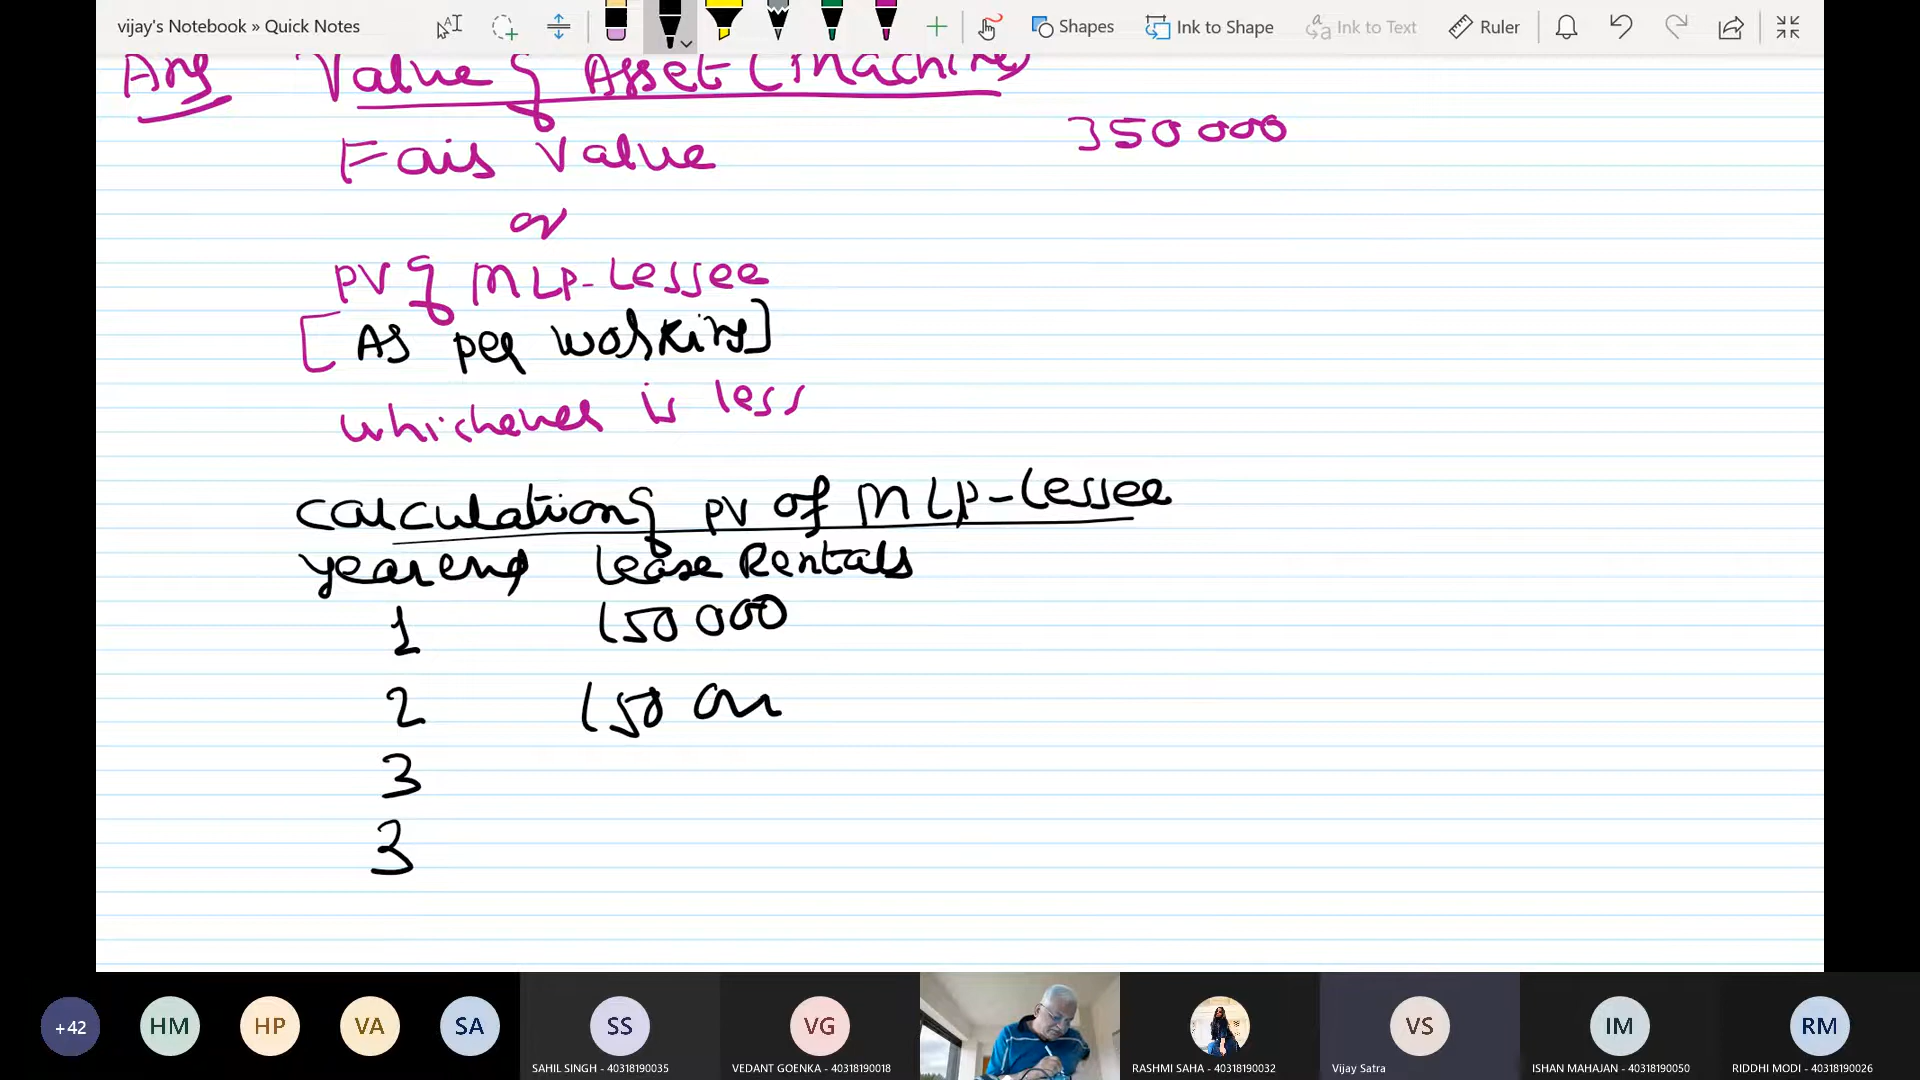 vijay's Notebook » Quick Notes
Shapes
Ink to Shape
Ink to Text
Ruler
Ans Value of Asset (Machine)
350 000
Fair Value
or
PV of MLP-Lessee
[As per working]
whichever is less
calculation of PV of MLP-Lessee
year end Lease Rentals
1 150 000
2 150
3
3
+42
HM
HP
VA
SA
SS
VG
VS
IM
RM
SAHIL SINGH - 40318190035
VEDANT GOENKA - 40318190018
RASHMI SAHA - 40318190032
Vijay Satra
ISHAN MAHAJAN - 40318190050
RIDDHI MODI - 40318190026